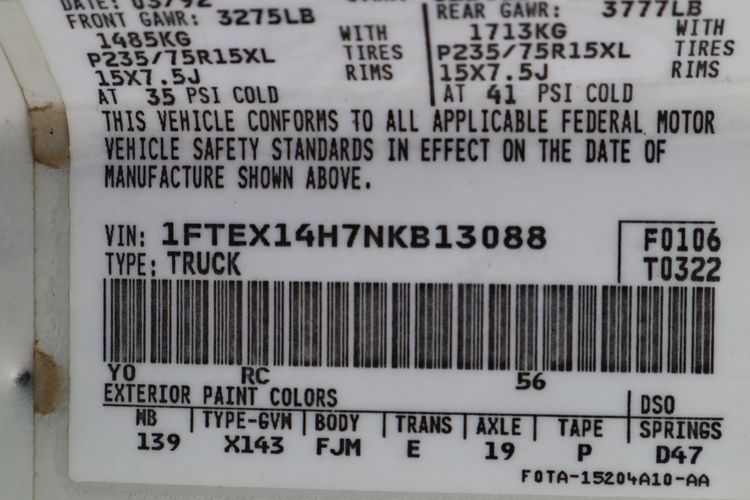 DATE: 03/92
FRONT GAWR: 3275LB
REAR GAWR: 3777LB
1485KG WITH
1713KG WITH
P235/75R15XL TIRES
P235/75R15XL TIRES
15X7.5J RIMS
15X7.5J RIMS
AT 35 PSI COLD
AT 41 PSI COLD
THIS VEHICLE CONFORMS TO ALL APPLICABLE FEDERAL MOTOR
VEHICLE SAFETY STANDARDS IN EFFECT ON THE DATE OF
MANUFACTURE SHOWN ABOVE.
VIN: 1FTEX14H7NKB13088
F0106
TYPE: TRUCK
T0322
YO RC 56
EXTERIOR PAINT COLORS
DSO
WB TYPE-GVW BODY TRANS AXLE TAPE SPRINGS
139 X143 FJM E 19 P D47
F0TA-15204A10-AA